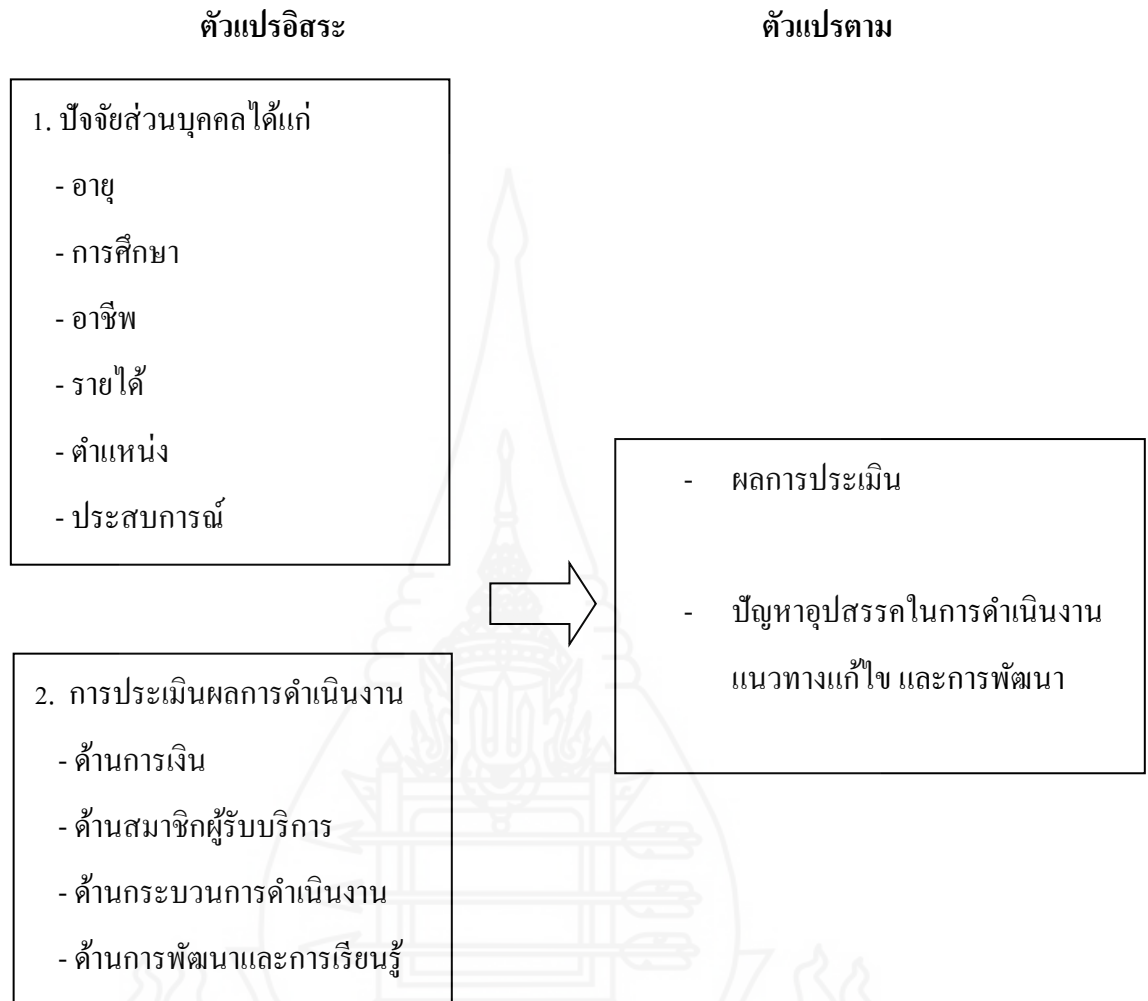 ตัวแปรอิสระ
ตัวแปรตาม
1. ปัจจัยส่วนบุคคลได้แก่
- อายุ
- การศึกษา
- อาชีพ
- รายได้
- ตำแหน่ง
- ประสบการณ์
2. การประเมินผลการดำเนินงาน
- ด้านการเงิน
- ด้านสมาชิกผู้รับบริการ
- ด้านกระบวนการดำเนินงาน
- ด้านการพัฒนาและการเรียนรู้
- ผลการประเมิน
- ปัญหาอุปสรรคในการดำเนินงาน
แนวทางแก้ไข และการพัฒนา